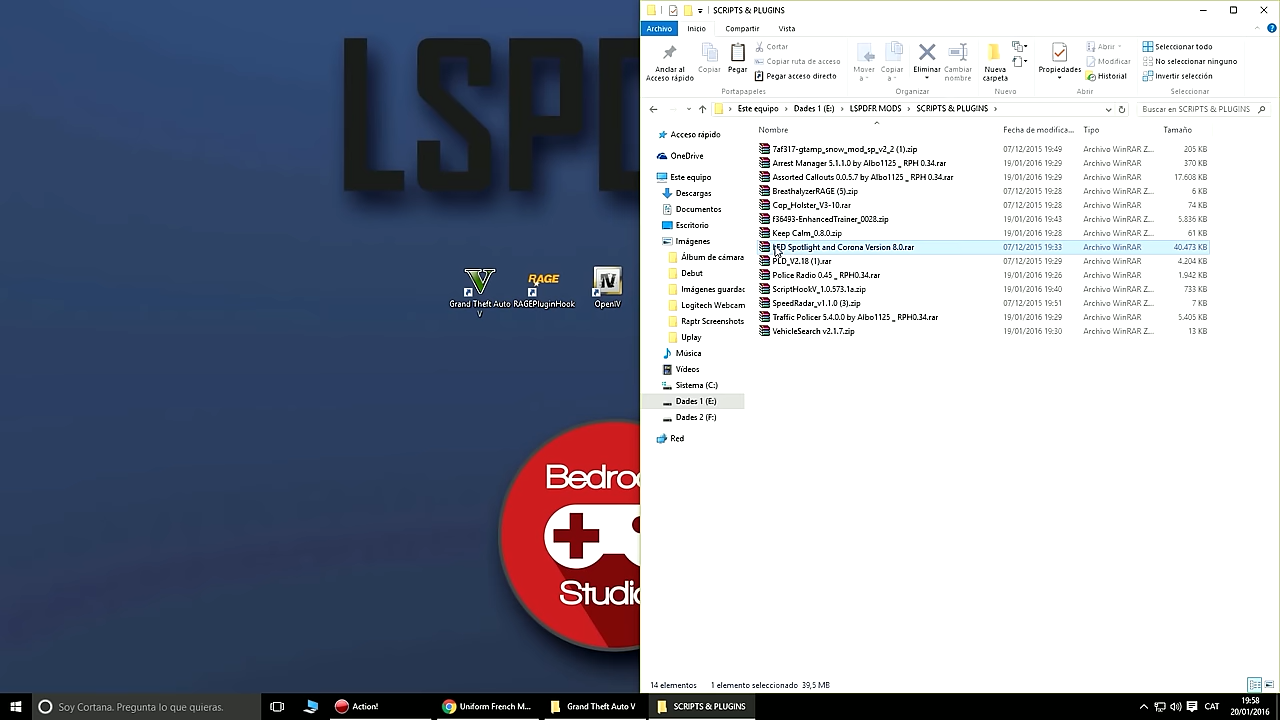 LSPD
SCRIPTS & PLUGINS
Archivo
Inicio
Compartir
Vista
Anclar al
Acceso rápido
Copiar
Pegar
Cortar
Copiar ruta de acceso
Pegar acceso directo
Portapapeles
Mover
a
Copiar
a
Eliminar
Cambiar
nombre
Organizar
Nueva
carpeta
Nuevo
Propiedades
Abrir
Modificar
Historial
Abrir
Seleccionar todo
No seleccionar ninguno
Invertir selección
Seleccionar
Este equipo > Dades 1 (E:) > LSPDFR MODS > SCRIPTS & PLUGINS >
Buscar en SCRIPTS & PLUGINS
Nombre Fecha de modifica... Tipo Tamaño
7af317-gtamp_snow_mod_sp_v2_2 (1).zip 07/12/2015 19:49 Archivo WinRAR Z... 205 KB
Arrest Manager 5.1.1.0 by Albo1125 _ RPH 0.34.rar 19/01/2016 19:29 Archivo WinRAR 370 KB
Assorted Callouts 0.0.5.7 by Albo1125 _ RPH 0.34.rar 19/01/2016 19:29 Archivo WinRAR 17,608 KB
BreathalyzerRAGE (5).zip 07/12/2015 19:28 Archivo WinRAR Z... 6 KB
Cop_Holster_V3-10.rar 07/12/2015 19:28 Archivo WinRAR 74 KB
f36493-EnhancedTrainer_0028.zip 19/01/2016 19:43 Archivo WinRAR Z... 5.836 KB
Keep Calm_0.8.0.zip 19/01/2016 19:28 Archivo WinRAR Z... 61 KB
LED Spotlight and Corona Version 8.0.rar 07/12/2015 19:33 Archivo WinRAR 40.473 KB
PLD_V2.18 (1).rar 07/12/2015 19:29 Archivo WinRAR 4,204 KB
Police Radio 0.45 _ RPH0.34.rar 19/01/2016 19:26 Archivo WinRAR 1,942 KB
ScriptHookV_1.0.573.1a.zip 19/01/2016 19:40 Archivo WinRAR Z... 733 KB
SpeedRadar_v1.1.0 (3).zip 07/12/2015 19:51 Archivo WinRAR Z... 7 KB
Traffic Policer 5.4.0.0 by Albo1125 _ RPH0.34.rar 19/01/2016 19:29 Archivo WinRAR 5,405 KB
VehicleSearch v2.1.7.zip 19/01/2016 19:30 Archivo WinRAR Z... 13 KB
Acceso rápido
OneDrive
Este equipo
Descargas
Documentos
Escritorio
Imágenes
Álbum de cámara
Debut
Imágenes guardac
Logitech Webcam
Raptr Screenshots
Uplay
Música
Vídeos
Sistema (C:)
Dades 1 (E:)
Dades 2 (F:)
Red
Grand Theft Auto
V
RAGE
RAGEPluginHook
IV
OpenIV
Bedroo
Studio
14 elementos 1 elemento seleccionado 39,5 MB
Soy Cortana. Pregunta lo que quieras.
Action!
Uniform French M...
Grand Theft Auto V
SCRIPTS & PLUGINS
CAT
19:58
20/01/2016